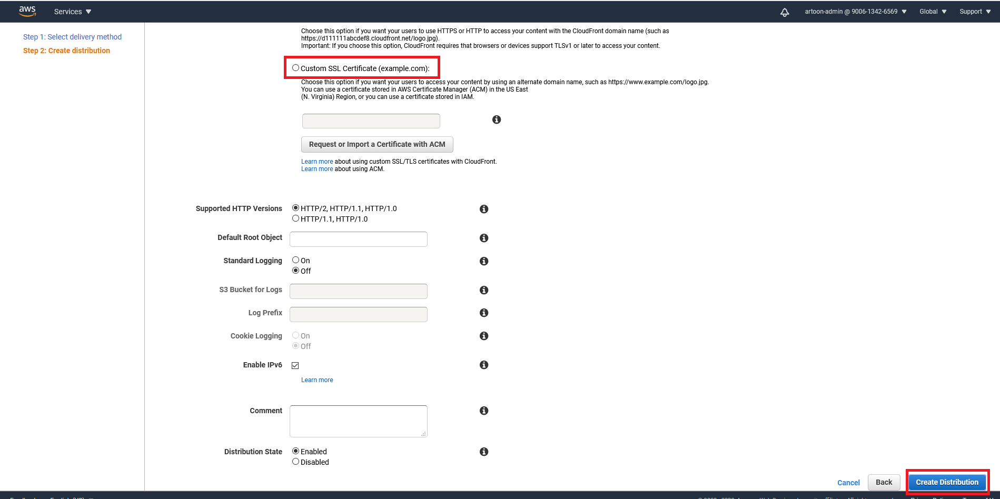 aws
Services
artoon-admin @ 9006-1342-6569
Global
Support
Step 1: Select delivery method
Step 2: Create distribution
Choose this option if you want your users to use HTTPS or HTTP to access your content with the CloudFront domain name (such as
https://d111111abcdef8.cloudfront.net/logo.jpg).
Important: If you choose this option, CloudFront requires that browsers or devices support TLSv1 or later to access your content.
Custom SSL Certificate (example.com):
Choose this option if you want your users to access your content by using an alternate domain name, such as https://www.example.com/logo.jpg.
You can use a certificate stored in AWS Certificate Manager (ACM) in the US East
(N. Virginia) Region, or you can use a certificate stored in IAM.
Request or Import a Certificate with ACM
Learn more about using custom SSL/TLS certificates with CloudFront.
Learn more about using ACM.
Supported HTTP Versions
HTTP/2, HTTP/1.1, HTTP/1.0
HTTP/1.1, HTTP/1.0
Default Root Object
Standard Logging
On
Off
S3 Bucket for Logs
Log Prefix
Cookie Logging
On
Off
Enable IPv6
Learn more
Comment
Distribution State
Enabled
Disabled
Cancel
Back
Create Distribution